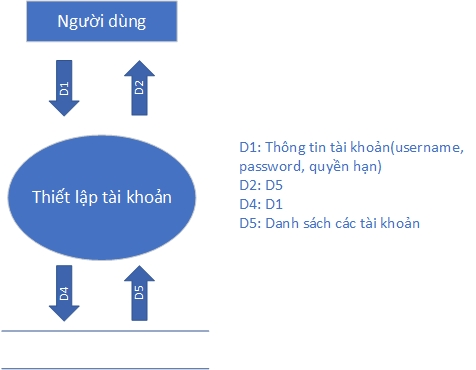 Người dùng
D1
D2
Thiết lập tài khoản
D4
D5
D1: Thông tin tài khoản(username,
password, quyền hạn)
D2: D5
D4: D1
D5: Danh sách các tài khoản